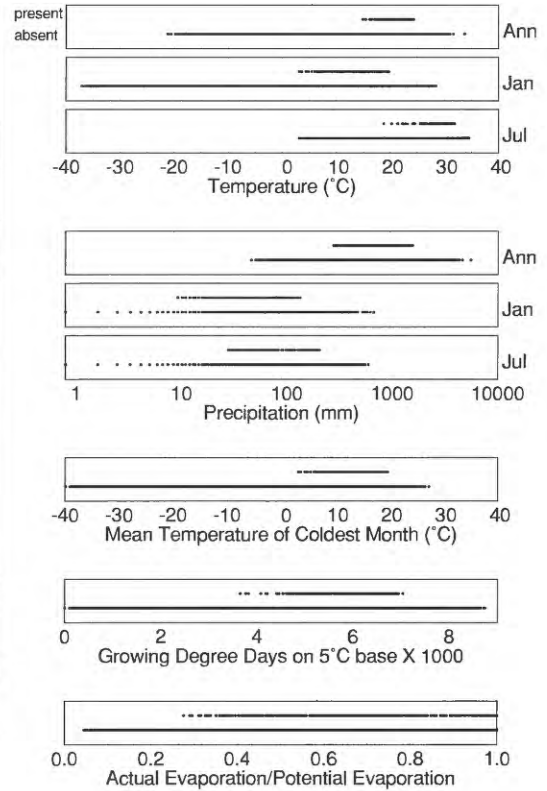 present
absent
Ann
Jan
Jul
-40 -30 -20 -10 0 10 20 30 40
Temperature (˚C)
Ann
Jan
Jul
1 10 100 1000 10000
Precipitation (mm)
-40 -30 -20 -10 0 10 20 30 40
Mean Temperature of Coldest Month (˚C)
0 2 4 6 8
Growing Degree Days on 5˚C base X 1000
0.0 0.2 0.4 0.6 0.8 1.0
Actual Evaporation/Potential Evaporation